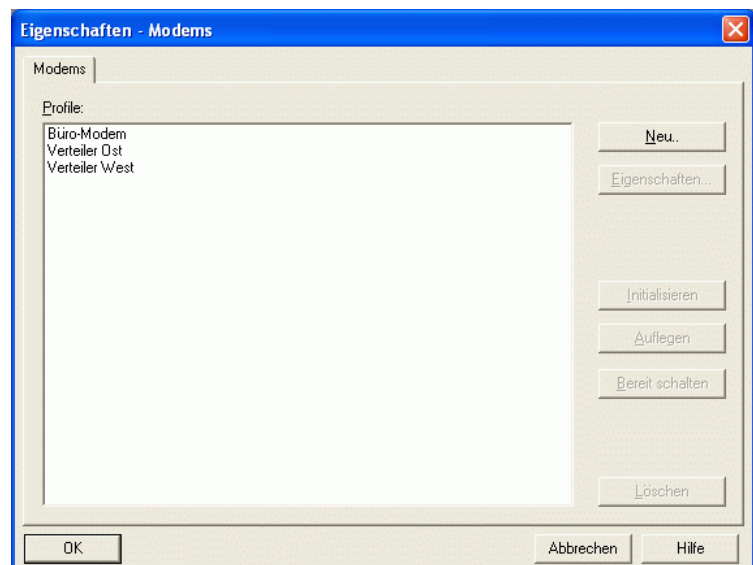 Eigenschaften - Modems
Modems
Profile:
Büro-Modem
Verteiler Ost
Verteiler West
Neu..
Eigenschaften...
Initialisieren
Auflegen
Bereit schalten
Löschen
OK
Abbrechen
Hilfe